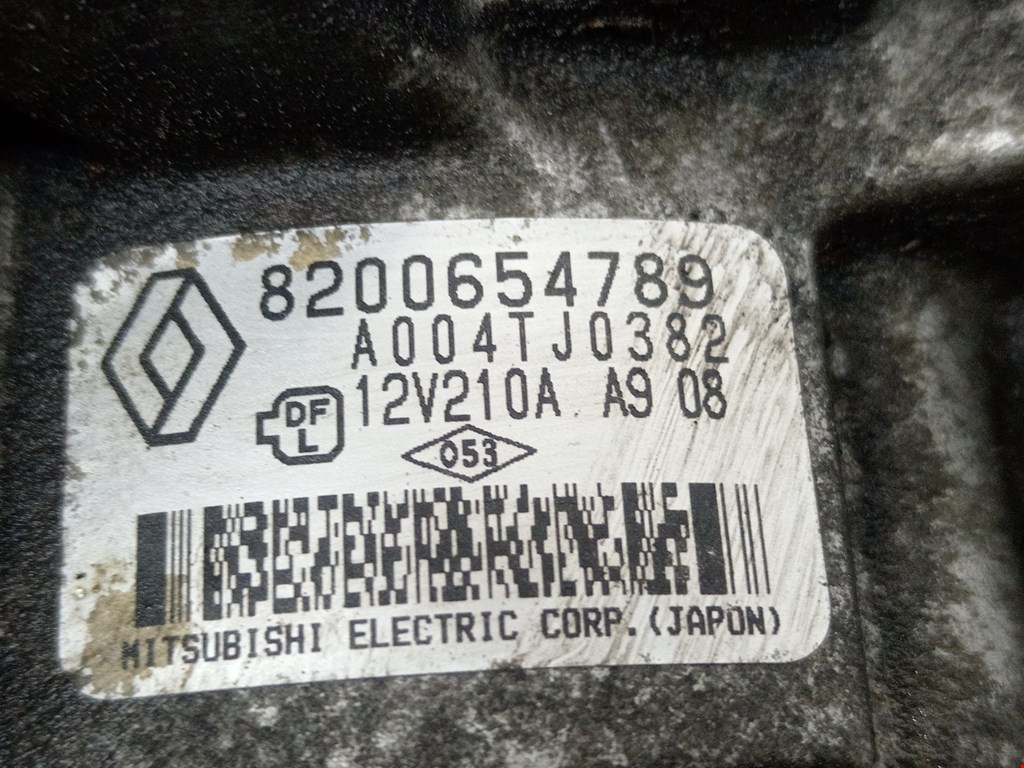 8200654789
A004TJ0382
DF
L
12V210A A9 08
053
MITSUBISHI ELECTRIC CORP.(JAPON)